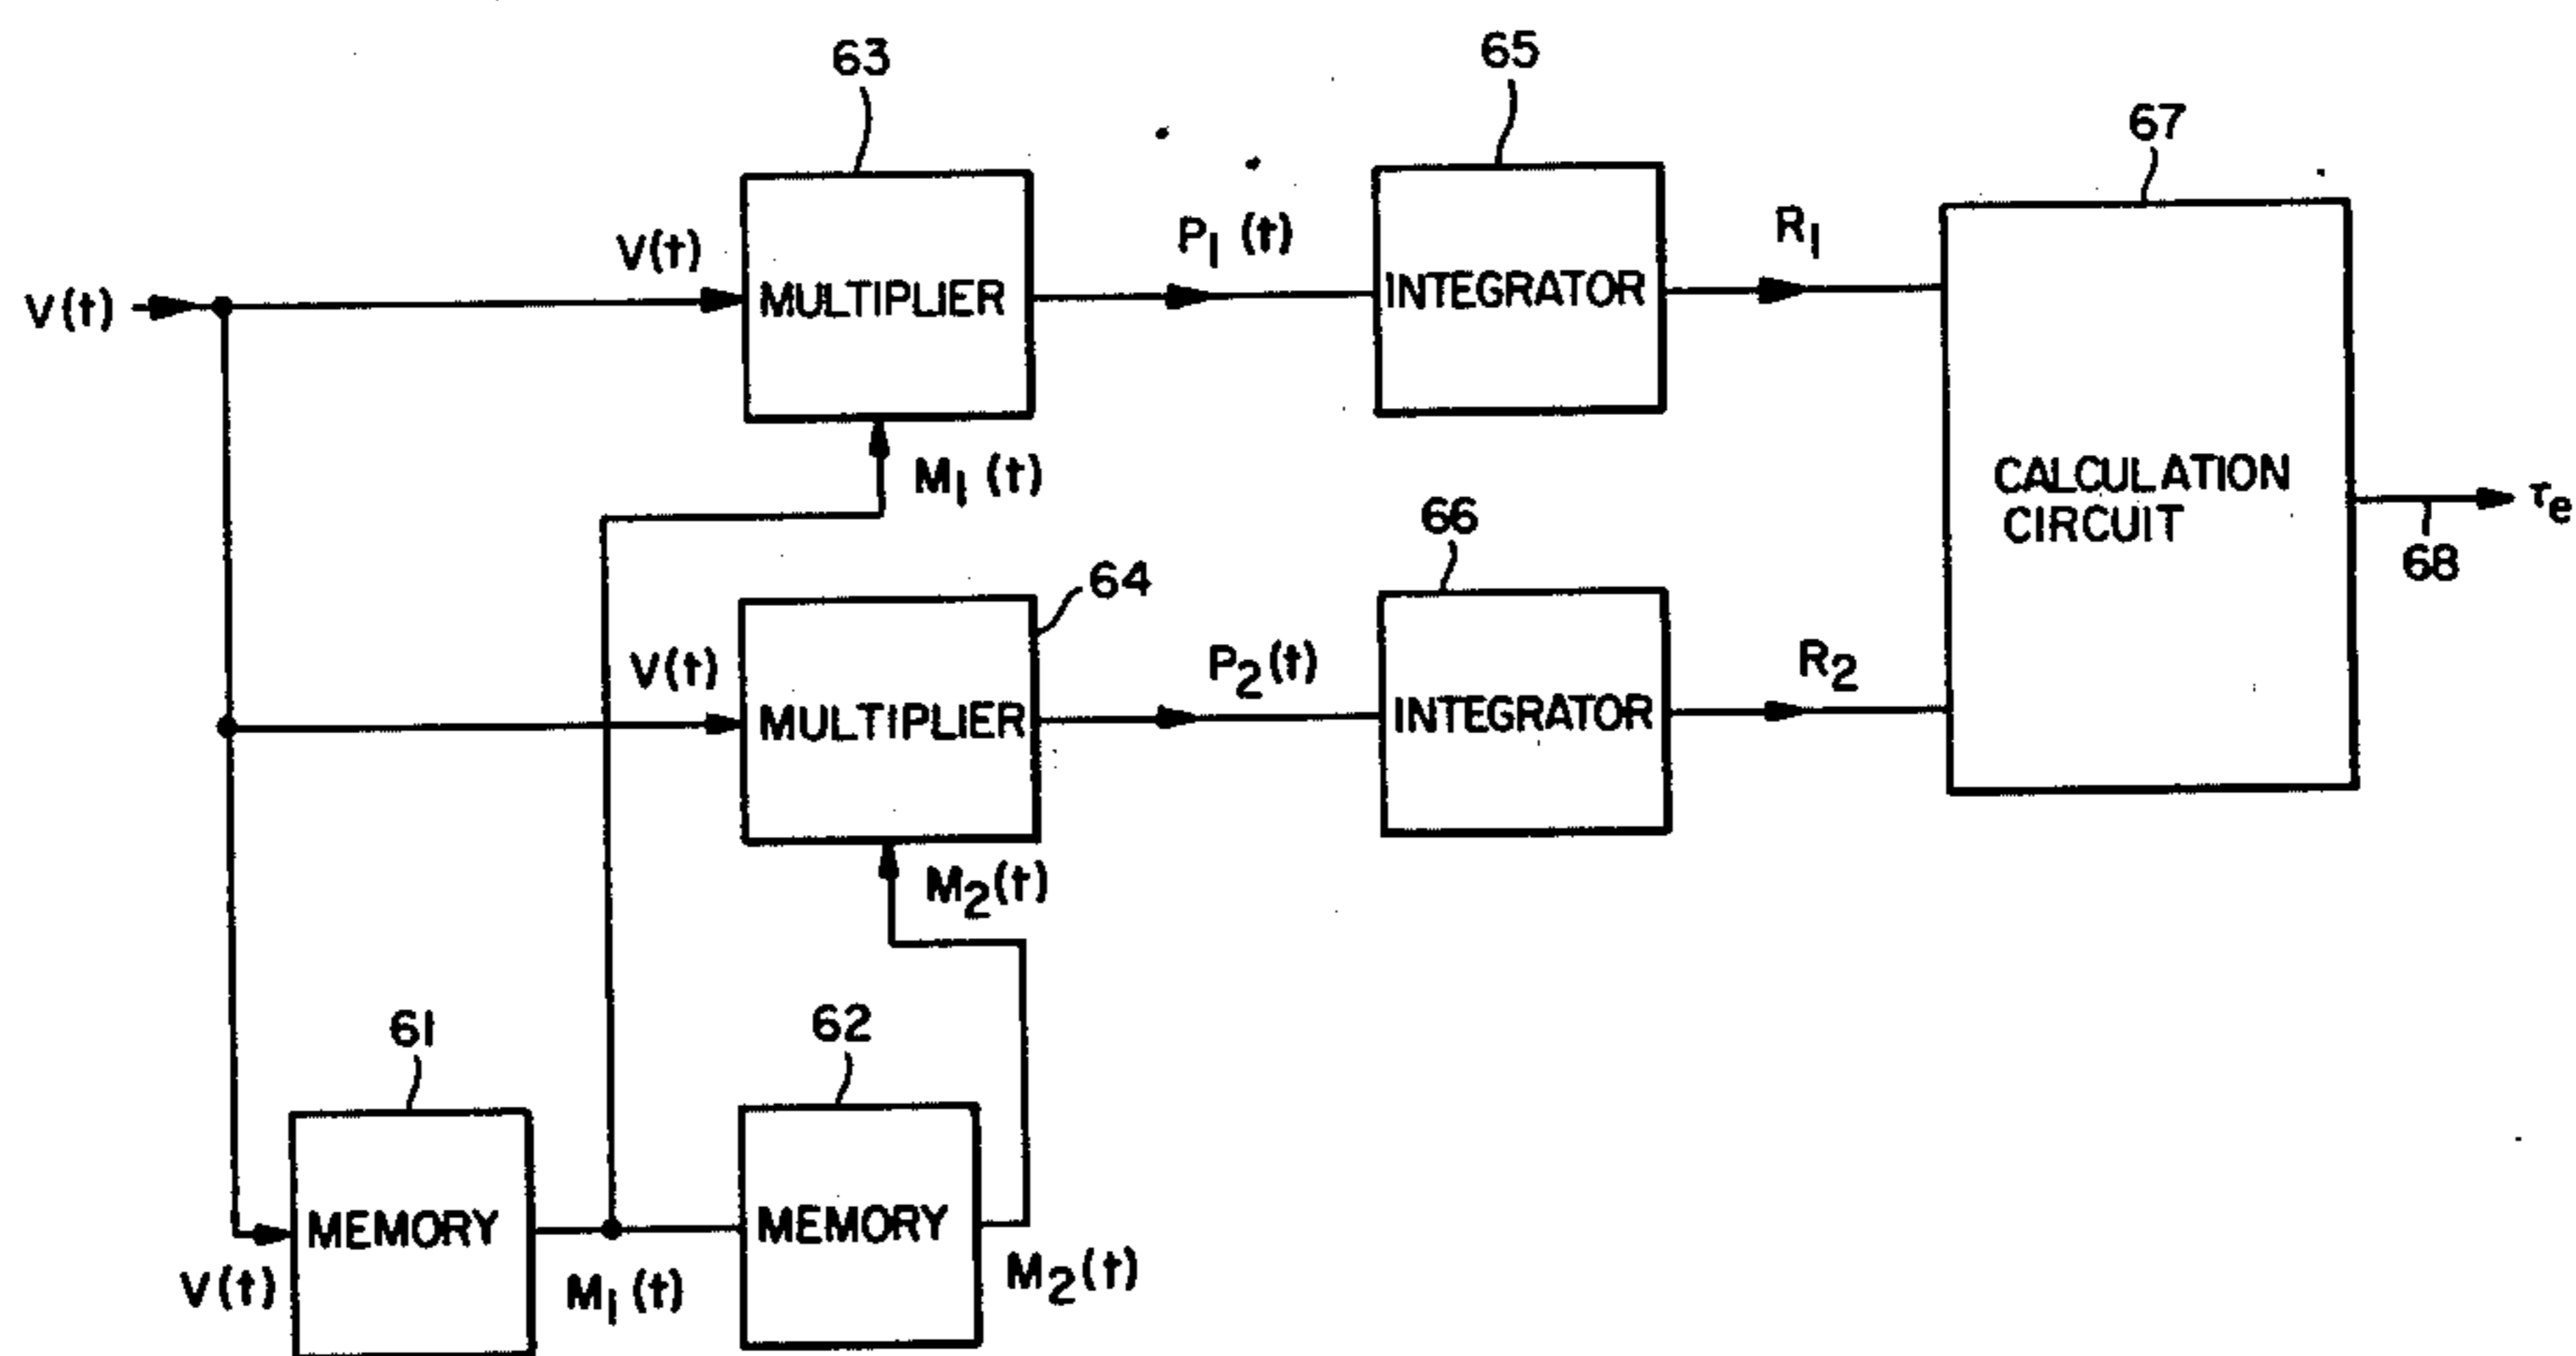 63
65
67
V(t)
V(t)
MULTIPLIER
P1 (t)
INTEGRATOR
R1
M1 (t)
CALCULATION
CIRCUIT
τe
68
66
64
V(t)
MULTIPLIER
P2(t)
INTEGRATOR
R2
M2(t)
61
62
MEMORY
MEMORY
V(t)
M1 (t)
M2(t)